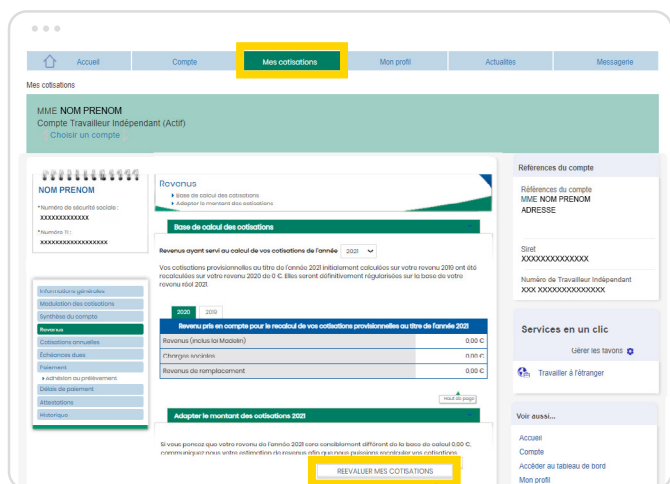 Accueil
Compte
Mes cotisations
Mon profil
Actualités
Messagerie
Mes cotisations
MME NOM PRENOM
Compte Travailleur Indépendant (Actif)
Choisir un compte
NOM PRENOM
*Numéro de sécurité sociale :
XXXXXXXXXXXXX
*Numéro TI :
XXXXXXXXXXXXXXXXXX
Informations générales
Modulation des cotisations
Synthèse du compte
Revenus
Cotisations annuelles
Échéances dues
Paiement
Adhésion au prélèvement
Délais de paiement
Attestations
Historique
Revenus
Base de calcul des cotisations
Adapter le montant des cotisations
Base de calcul des cotisations
Revenus ayant servi au calcul de vos cotisations de l'année 2021
Vos cotisations provisionnelles au titre de l'année 2021 initialement calculées sur votre revenu 2019 ont été
recalculées sur votre revenu 2020 de 0 €. Elles seront définitivement régularisées sur la base de votre
revenu réel 2021.
2020 2019
Revenu pris en compte pour le recalcul de vos cotisations provisionnelles au titre de l'année 2021
Revenus (inclus loi Madelin) 0,00 €
Charges sociales 0,00 €
Revenus de remplacement 0,00 €
Haut de page
Adapter le montant des cotisations 2021
Si vous pensez que votre revenu de l'année 2021 sera sensiblement différent de la base de calcul 0,00 €,
communiquez nous votre estimation de revenus afin que nous puissions recalculer vos cotisations
REEVALUER MES COTISATIONS
Références du compte
Références du compte
MME NOM PRENOM
ADRESSE
Siret
XXXXXXXXXXXXXX
Numéro de Travailleur Indépendant
XXX XXXXXXXXXXXXXXX
Services en un clic
Gérer les favoris
Travailler à l'étranger
Voir aussi...
Accueil
Compte
Accéder au tableau de bord
Mon profil